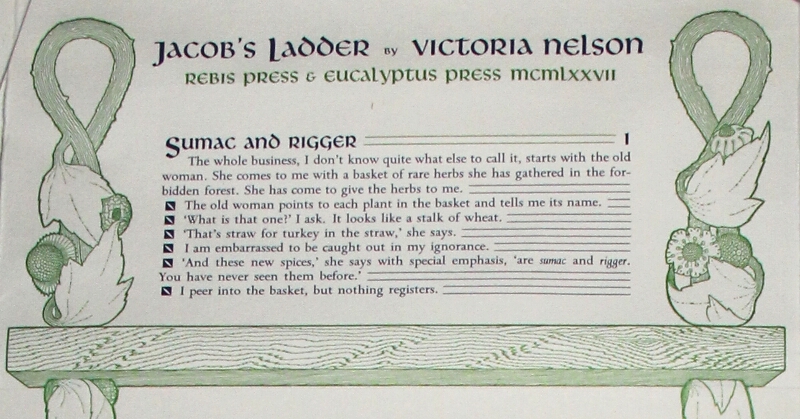 Jacob's Ladder by Victoria Nelson
Rebis Press & Eucalyptus Press mcmlxxvii
Sumac and Rigger 1
The whole business, I don't know quite what else to call it, starts with the old
woman. She comes to me with a basket of rare herbs she has gathered in the for-
bidden forest. She has come to give the herbs to me.
The old woman points to each plant in the basket and tells me its name.
'What is that one?' I ask. It looks like a stalk of wheat.
'That's straw for turkey in the straw,' she says.
I am embarrassed to be caught out in my ignorance.
'And these new spices,' she says with special emphasis, 'are sumac and rigger.
You have never seen them before.'
I peer into the basket, but nothing registers.